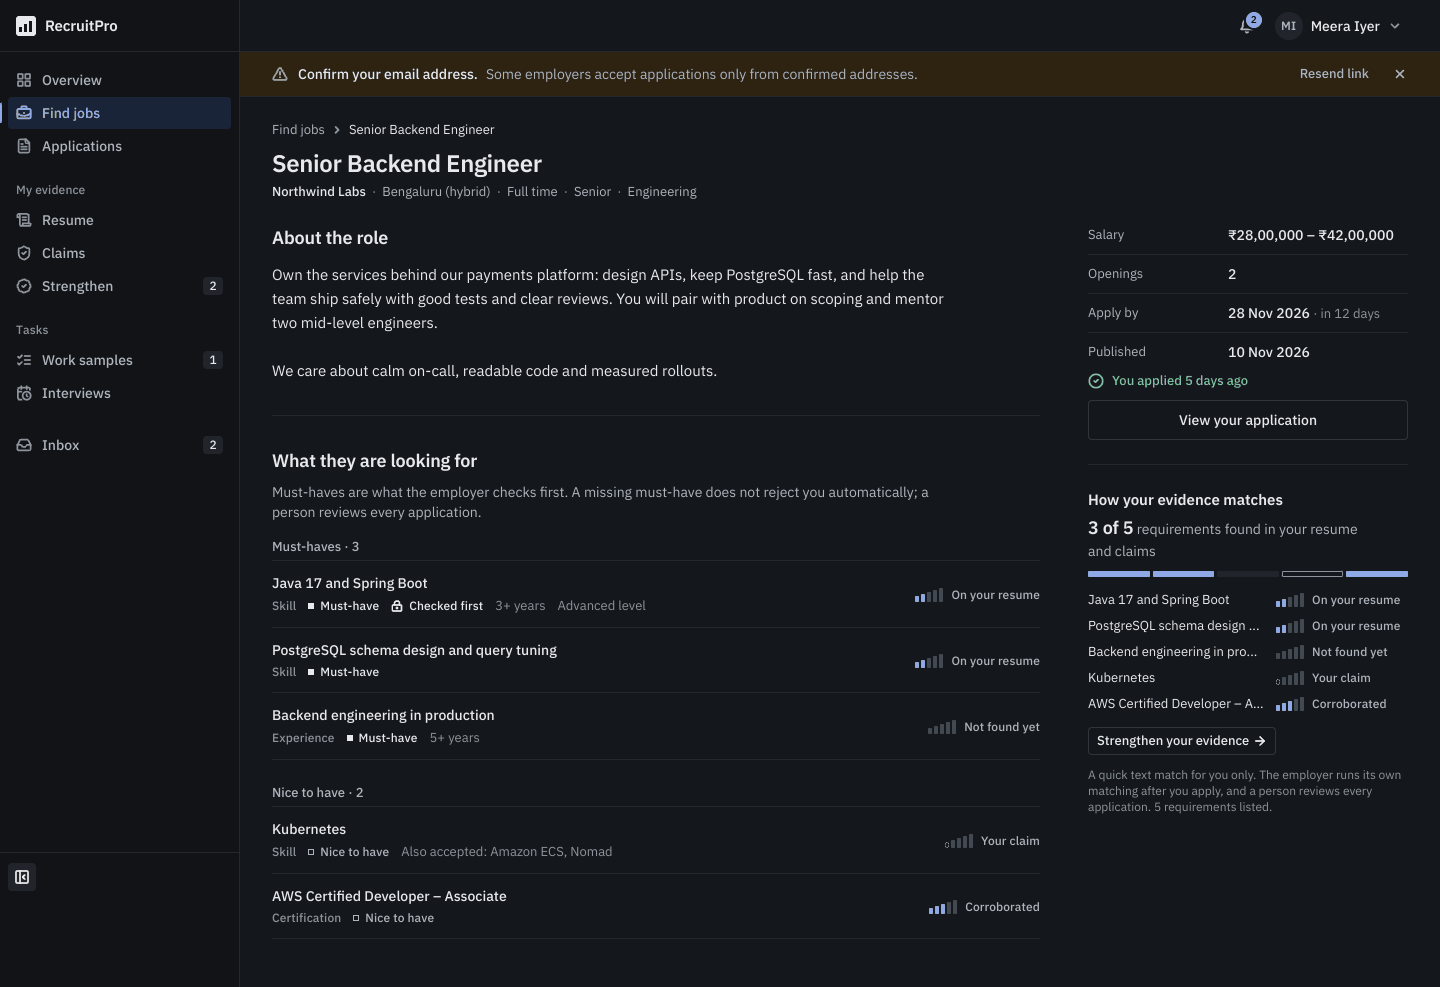 RecruitPro
2
MI
Meera Iyer
Overview
Find jobs
Applications
My evidence
Resume
Claims
Strengthen
2
Tasks
Work samples
1
Interviews
Inbox
2
Confirm your email address. Some employers accept applications only from confirmed addresses.
Resend link
Find jobs
Senior Backend Engineer
Senior Backend Engineer
Northwind Labs · Bengaluru (hybrid) · Full time · Senior · Engineering
About the role
Own the services behind our payments platform: design APIs, keep PostgreSQL fast, and help the
team ship safely with good tests and clear reviews. You will pair with product on scoping and mentor
two mid-level engineers.
We care about calm on-call, readable code and measured rollouts.
What they are looking for
Must-haves are what the employer checks first. A missing must-have does not reject you automatically; a
person reviews every application.
Must-haves · 3
Java 17 and Spring Boot
Skill Must-have Checked first 3+ years Advanced level
On your resume
PostgreSQL schema design and query tuning
Skill Must-have
On your resume
Backend engineering in production
Experience Must-have 5+ years
Not found yet
Nice to have · 2
Kubernetes
Skill Nice to have Also accepted: Amazon ECS, Nomad
Your claim
AWS Certified Developer – Associate
Certification Nice to have
Corroborated
Salary ₹28,00,000 – ₹42,00,000
Openings 2
Apply by 28 Nov 2026 · in 12 days
Published 10 Nov 2026
You applied 5 days ago
View your application
How your evidence matches
3 of 5 requirements found in your resume
and claims
Java 17 and Spring Boot On your resume
PostgreSQL schema design ... On your resume
Backend engineering in pro... Not found yet
Kubernetes Your claim
AWS Certified Developer – A... Corroborated
Strengthen your evidence →
A quick text match for you only. The employer runs its own
matching after you apply, and a person reviews every
application. 5 requirements listed.